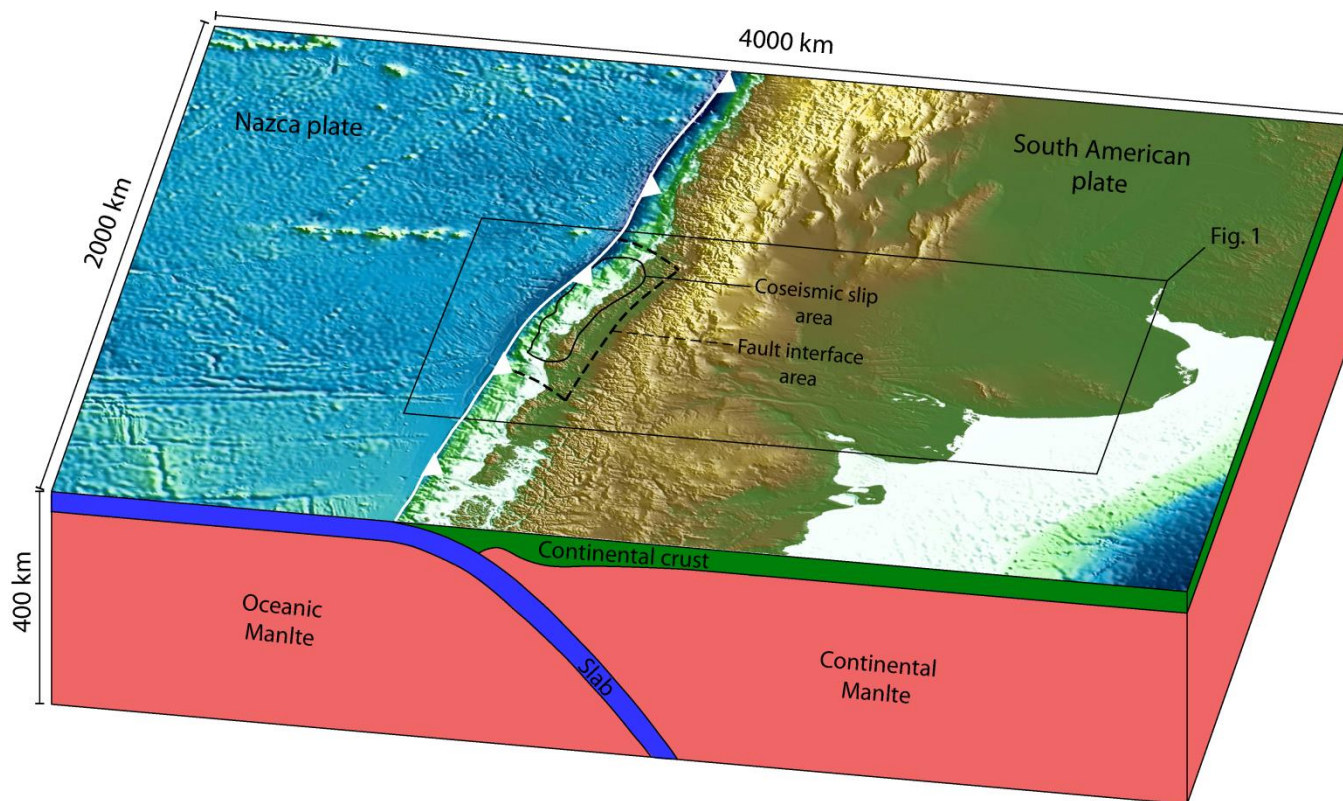 4000 km
Nazca plate
South American
plate
2000 km
Fig. 1
Coseismic slip
area
Fault interface
area
400 km
Continental crust
Oceanic
Manlte
Slab
Continental
Manlte